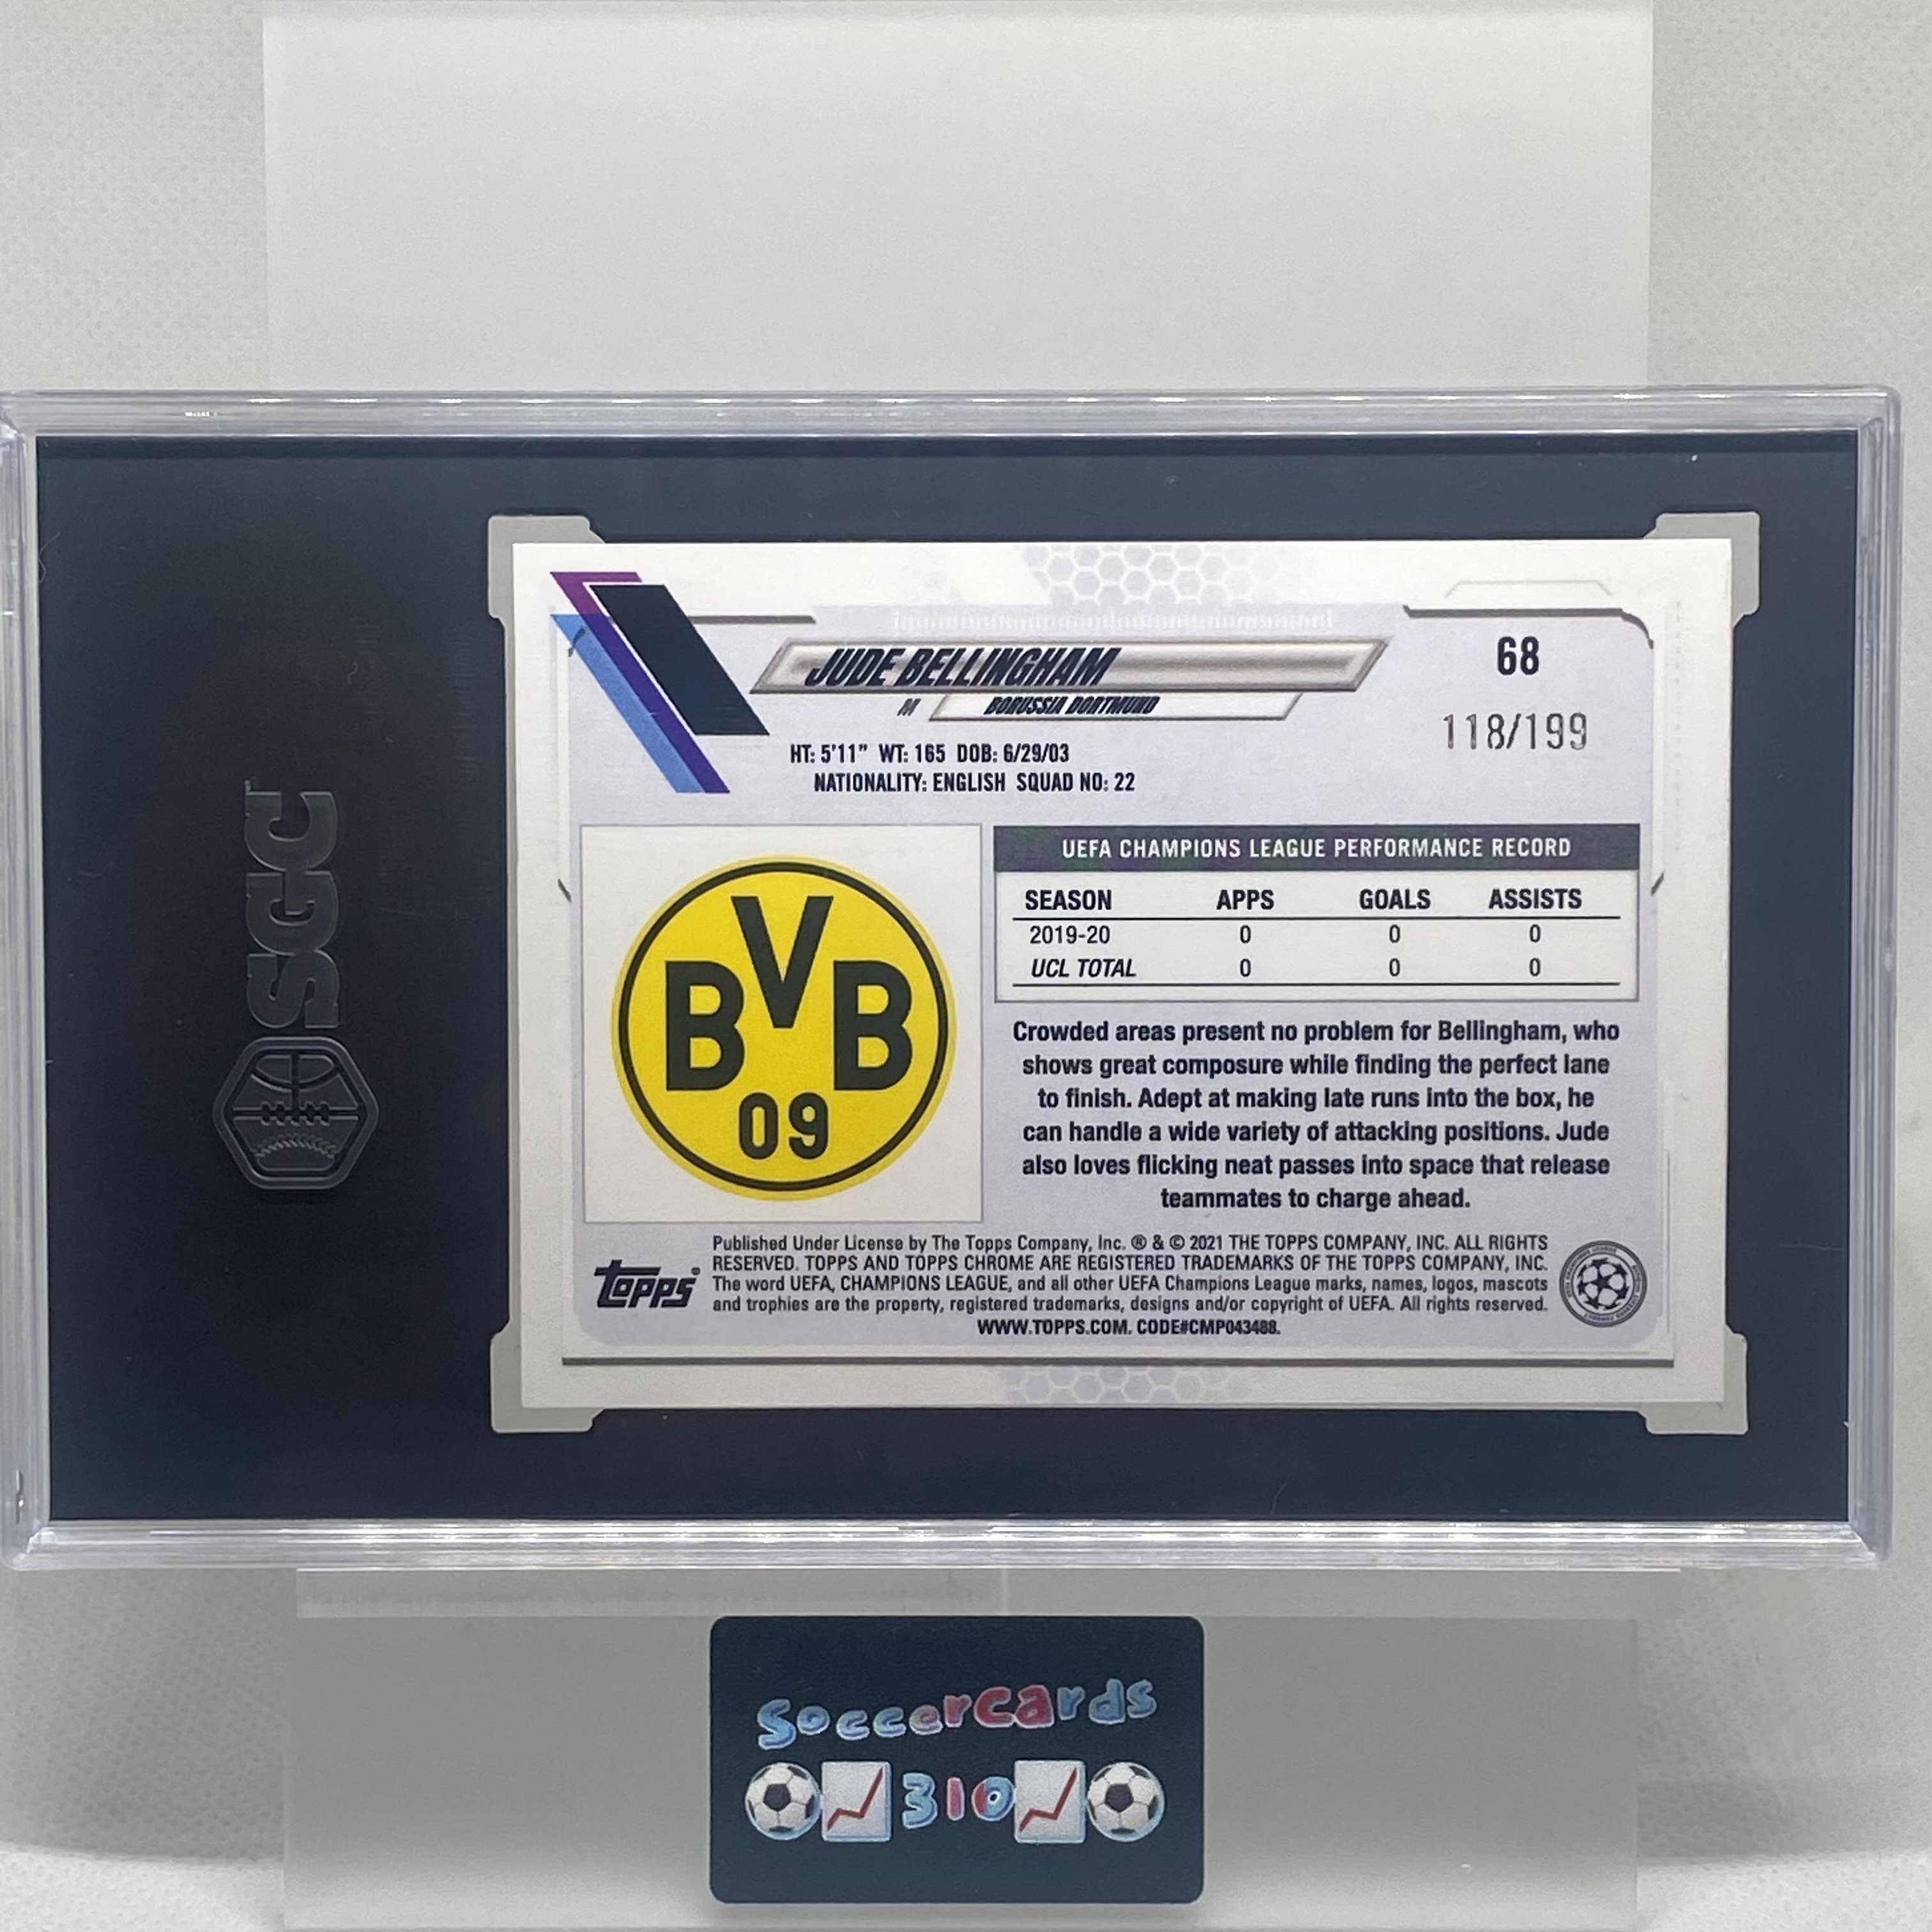 SGC
JUDE BELLINGHAM
68
M BORUSSIA DORTMUND
118/199
HT: 5'11" WT: 165 DOB: 6/29/03
NATIONALITY: ENGLISH SQUAD NO: 22
BVB
09
UEFA CHAMPIONS LEAGUE PERFORMANCE RECORD
SEASON APPS GOALS ASSISTS
2019-20 0 0 0
UCL TOTAL 0 0 0
Crowded areas present no problem for Bellingham, who
shows great composure while finding the perfect lane
to finish. Adept at making late runs into the box, he
can handle a wide variety of attacking positions. Jude
also loves flicking neat passes into space that release
teammates to charge ahead.
topps®
Published Under License by The Topps Company, Inc. ® & © 2021 THE TOPPS COMPANY, INC. ALL RIGHTS
RESERVED. TOPPS AND TOPPS CHROME ARE REGISTERED TRADEMARKS OF THE TOPPS COMPANY, INC.
The word UEFA, CHAMPIONS LEAGUE, and all other UEFA Champions League marks, names, logos, mascots
and trophies are the property, registered trademarks, designs and/or copyright of UEFA. All rights reserved.
WWW.TOPPS.COM. CODE#CMP043488.
Soccercards
310